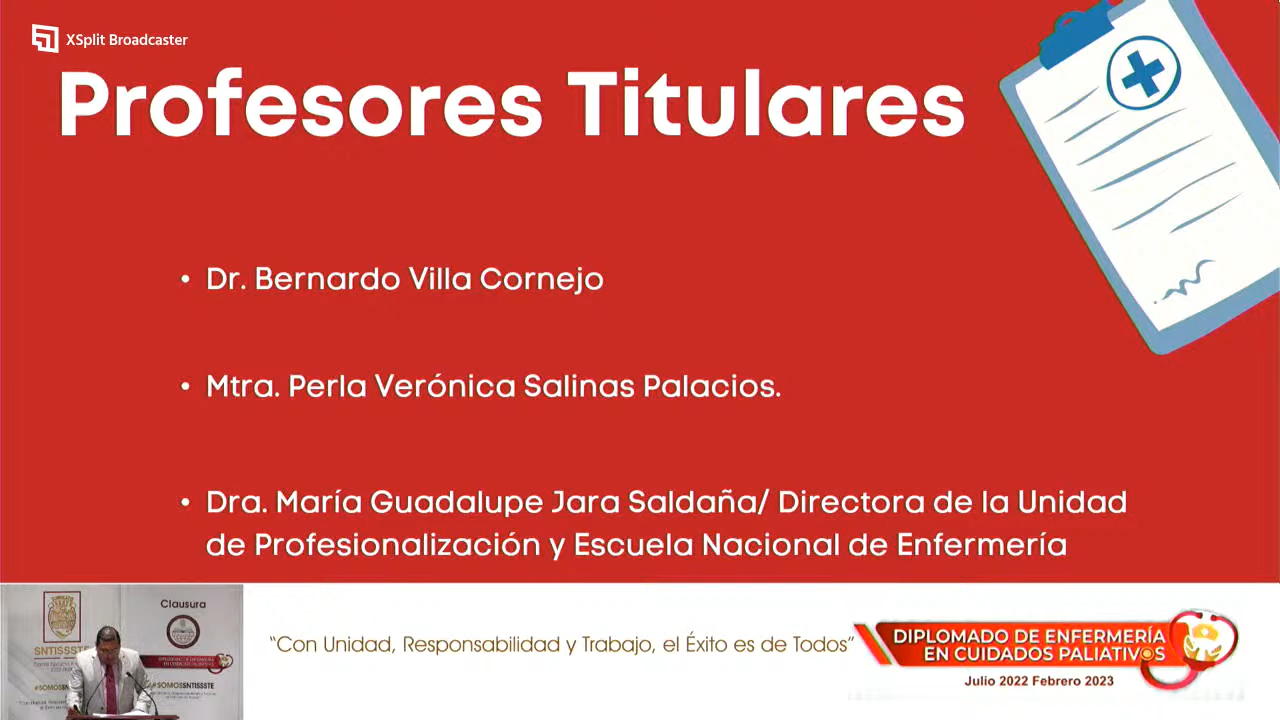 XSplit Broadcaster
Profesores Titulares
• Dr. Bernardo Villa Cornejo
• Mtra. Perla Verónica Salinas Palacios.
• Dra. María Guadalupe Jara Saldaña/ Directora de la Unidad
de Profesionalización y Escuela Nacional de Enfermería
Clausura
SNTISSSTE
#SOMOSSNTISSSTE
“Con Unidad, Responsabilidad y Trabajo, el Éxito es de Todos”
DIPLOMADO DE ENFERMERÍA
EN CUIDADOS PALIATIVOS
Julio 2022 Febrero 2023